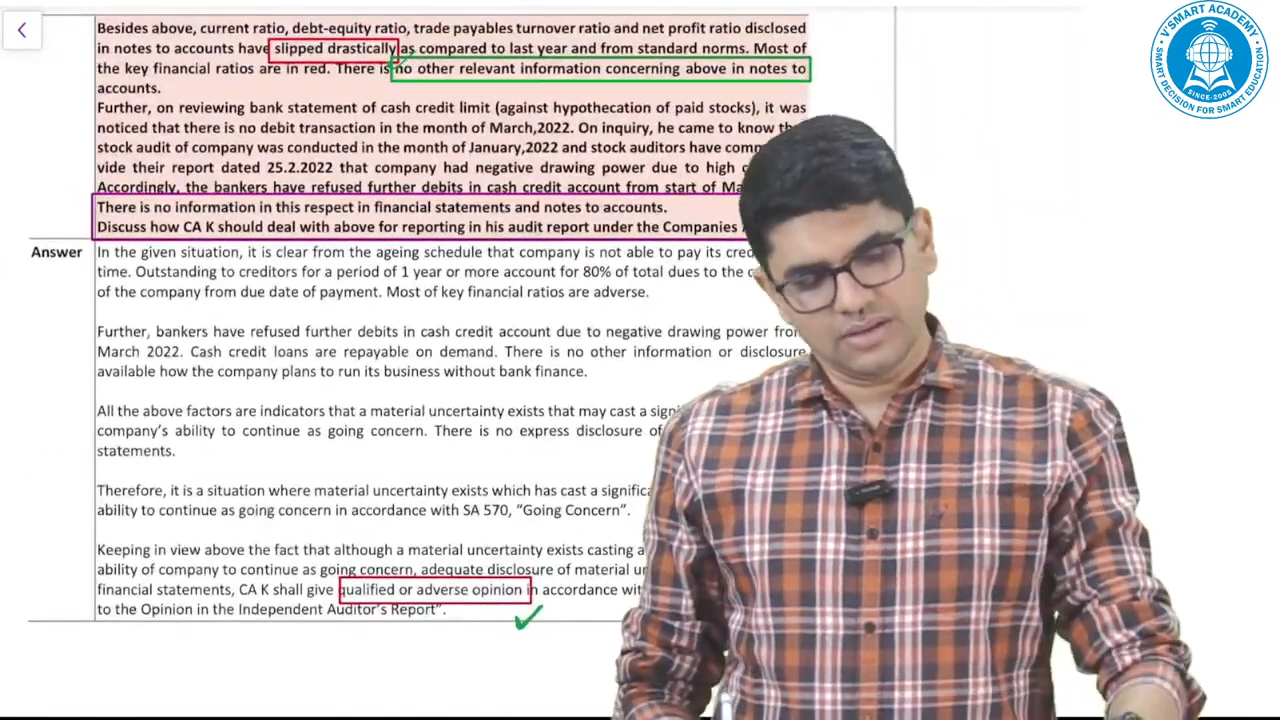 Besides above, current ratio, debt-equity ratio, trade payables turnover ratio and net profit ratio disclosed
in notes to accounts have slipped drastically as compared to last year and from standard norms. Most of
the key financial ratios are in red. There is no other relevant information concerning above in notes to
accounts.
Further, on reviewing bank statement of cash credit limit (against hypothecation of paid stocks), it was
noticed that there is no debit transaction in the month of March,2022. On inquiry, he came to know
stock audit of company was conducted in the month of January,2022 and stock auditors have
vide their report dated 25.2.2022 that company had negative drawing power due to high
Accordingly, the bankers have refused further debits in cash credit account from start of
There is no information in this respect in financial statements and notes to accounts.
Discuss how CA K should deal with above for reporting in his audit report under the Companies
Answer
In the given situation, it is clear from the ageing schedule that company is not able to pay its
time. Outstanding to creditors for a period of 1 year or more account for 80% of total dues to the
of the company from due date of payment. Most of key financial ratios are adverse.
Further, bankers have refused further debits in cash credit account due to negative drawing power from
March 2022. Cash credit loans are repayable on demand. There is no other information or disclosure
available how the company plans to run its business without bank finance.
All the above factors are indicators that a material uncertainty exists that may cast a
company's ability to continue as going concern. There is no express disclosure of
statements.
Therefore, it is a situation where material uncertainty exists which has cast a
ability to continue as going concern in accordance with SA 570, "Going Concern".
Keeping in view above the fact that although a material uncertainty exists casting a
ability of company to continue as going concern, adequate disclosure of material
financial statements, CA K shall give qualified or adverse opinion in accordance
to the Opinion in the Independent Auditor's Report".
V'SMART ACADEMY
SINCE-2005
SMART DECISION FOR SMART EDUCATION